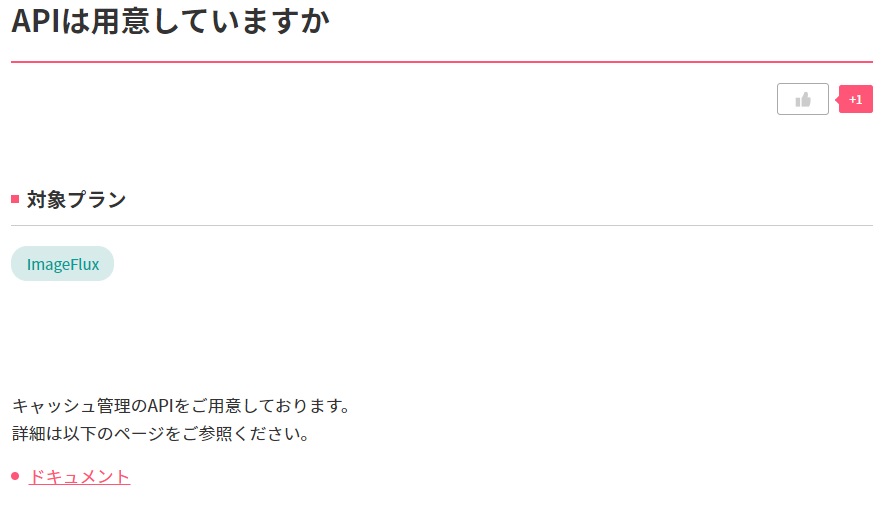 APIは用意していますか
+1
対象プラン
ImageFlux
キャッシュ管理のAPIをご用意しております。
詳細は以下のページをご参照ください。
ドキュメント